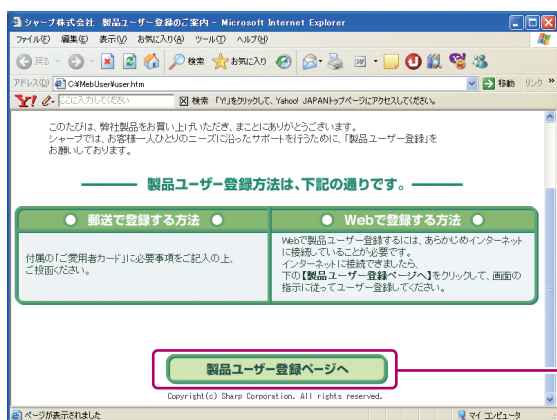 シャープ株式会社 製品ユーザー登録のご案内 - Microsoft Internet Explorer
ファイル(F) 編集(E) 表示(V) お気に入り(A) ツール(T) ヘルプ(H)
戻る 検索 お気に入り
アドレス(D) C:¥MebUser¥user.htm 移動 リンク »
Y! ここに入力してください 検索 「Y!」をクリックして、Yahoo! JAPANトップページにアクセスしてください。
このたびは、弊社製品をお買い上げいただき、まことにありがとうございます。
シャープでは、お客様一人ひとりのニーズに沿ったサポートを行うために、「製品ユーザー登録」を
お願いしております。
製品ユーザー登録方法は、下記の通りです。
郵送で登録する方法
Webで登録する方法
付属の「ご愛用者カード」に必要事項をご記入の上、
ご投函ください。
Webで製品ユーザー登録するには、あらかじめインターネット
に接続していることが必要です。
インターネットに接続できましたら、
下の【製品ユーザー登録ページへ】をクリックして、画面の
指示に従ってユーザー登録してください。
製品ユーザー登録ページへ
Copyright(c) Sharp Corporation. All rights reserved.
ページが表示されました マイ コンピュータ